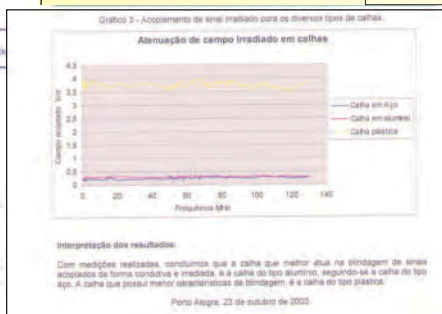 Gráfico 3 - Acoplamento de sinal irradiado para os diversos tipos de calhas.
Atenuação de campo Irradiado em calhas
4,5
4
3,5
3
2,5
2
1,5
1
0,5
0
0 20 40 60 80 100 120 140
Campo acoplado V/m
Frequência MHz
Calha em Aço
Calha em alumínio
Calha plástica
Interpretação dos resultados:
Com medições realizadas, concluímos que a calha que melhor atua na blindagem de sinais
acoplados de forma condutiva e irradiada, é a calha do tipo alumínio, seguindo-se a calha do tipo
aço. A calha que possui menor características de blindagem, é a calha do tipo plástica.
Porto Alegre, 23 de outubro de 2003.